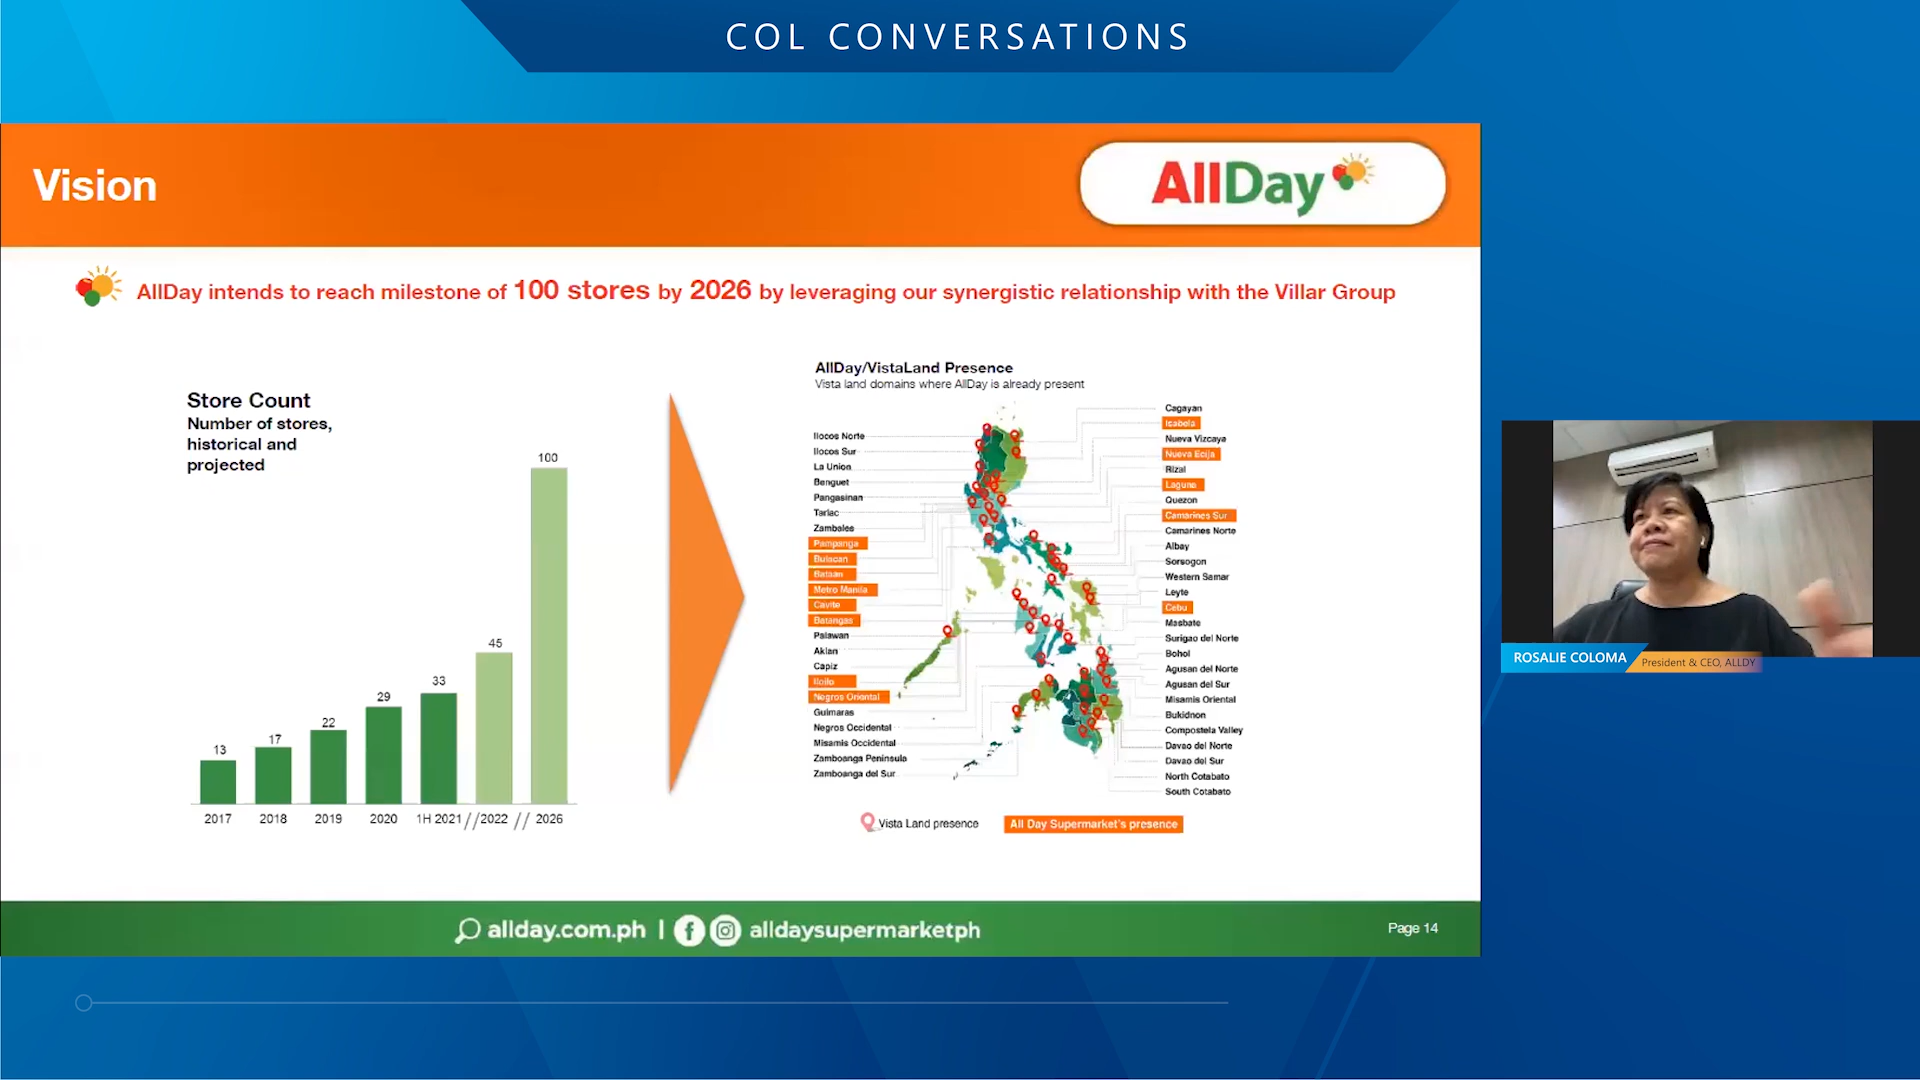 COL CONVERSATIONS
Vision
AllDay
AllDay intends to reach milestone of 100 stores by 2026 by leveraging our synergistic relationship with the Villar Group
Store Count
Number of stores,
historical and
projected
13
17
22
29
33
45
100
2017
2018
2019
2020
1H 2021
//
2022
//
2026
AllDay/VistaLand Presence
Vista land domains where AllDay is already present
Ilocos Norte
Ilocos Sur
La Union
Benguet
Pangasinan
Tarlac
Zambales
Pampanga
Bulacan
Bataan
Metro Manila
Cavite
Batangas
Palawan
Aklan
Capiz
Iloilo
Negros Oriental
Guimaras
Negros Occidental
Misamis Occidental
Zamboanga Peninsula
Zamboanga del Sur
Cagayan
Isabela
Nueva Vizcaya
Nueva Ecija
Rizal
Laguna
Quezon
Camarines Sur
Camarines Norte
Albay
Sorsogon
Western Samar
Leyte
Cebu
Masbate
Surigao del Norte
Bohol
Agusan del Norte
Agusan del Sur
Misamis Oriental
Bukidnon
Compostela Valley
Davao del Norte
Davao del Sur
North Cotabato
South Cotabato
Vista Land presence
All Day Supermarket's presence
ROSALIE COLOMA
President & CEO, ALLDY
allday.com.ph | alldaysupermarketph
Page 14